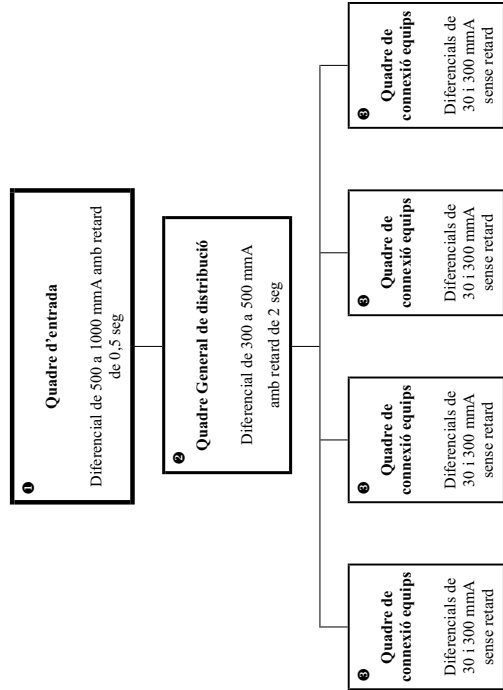 ❶
Quadre d’entrada
Diferencial de 500 a 1000 mmA amb retard
de 0,5 seg
❷
Quadre General de distribució
Diferencial de 300 a 500 mmA
amb retard de 2 seg
❸
Quadre de
connexió equips
Diferencials de
30 i 300 mmA
sense retard
❸
Quadre de
connexió equips
Diferencials de
30 i 300 mmA
sense retard
❸
Quadre de
connexió equips
Diferencials de
30 i 300 mmA
sense retard
❸
Quadre de
connexió equips
Diferencials de
30 i 300 mmA
sense retard